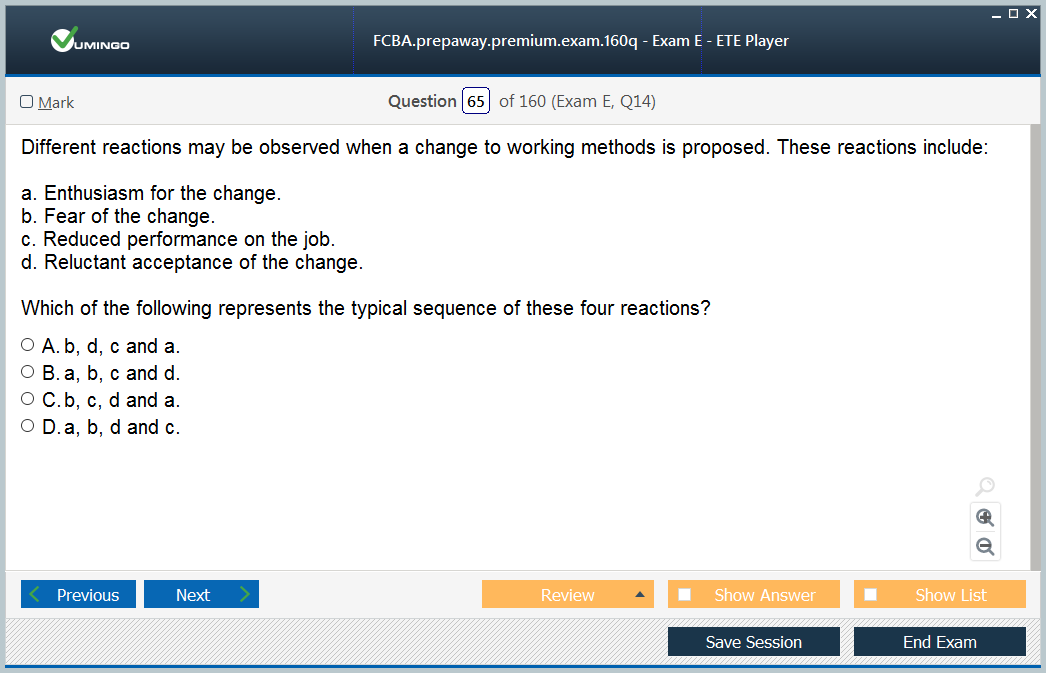 VUMINGO
FCBA.prepaway.premium.exam.160q - Exam E - ETE Player
Mark
Question 65 of 160 (Exam E, Q14)
Different reactions may be observed when a change to working methods is proposed. These reactions include:
a. Enthusiasm for the change.
b. Fear of the change.
c. Reduced performance on the job.
d. Reluctant acceptance of the change.
Which of the following represents the typical sequence of these four reactions?
A. b, d, c and a.
B. a, b, c and d.
C. b, c, d and a.
D. a, b, d and c.
Previous Next Review Show Answer Show List
Save Session End Exam